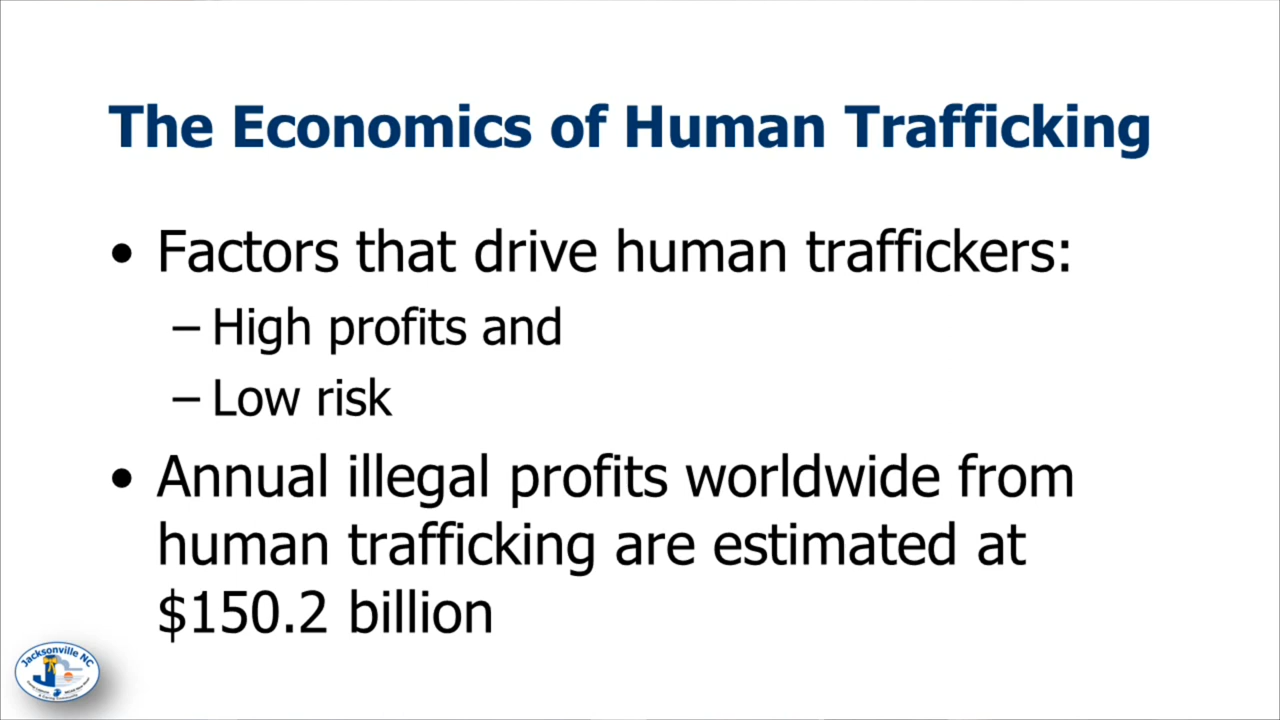 The Economics of Human Trafficking
• Factors that drive human traffickers:
– High profits and
– Low risk
• Annual illegal profits worldwide from
human trafficking are estimated at
$150.2 billion
Jacksonville NC